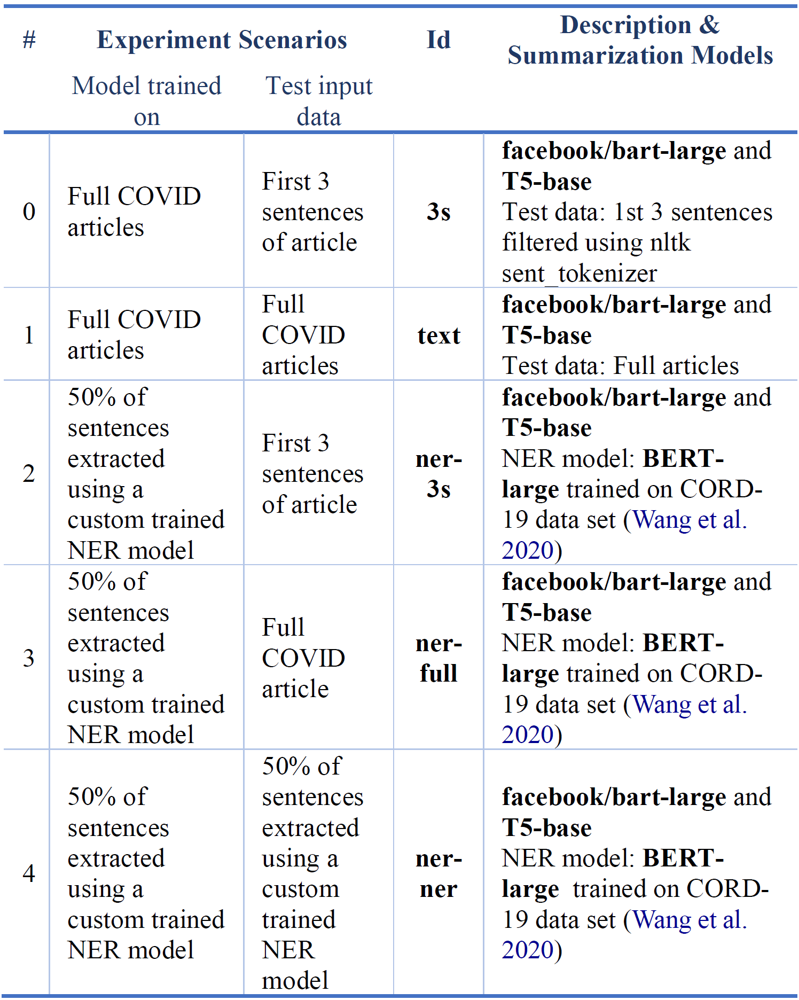 # Experiment Scenarios Id Description &
Summarization Models
Model trained
on
Test input
data
0
Full COVID
articles
First 3
sentences
of article
3s
facebook/bart-large and
T5-base
Test data: 1st 3 sentences
filtered using nltk
sent_tokenizer
1
Full COVID
articles
Full
COVID
articles
text
facebook/bart-large and
T5-base
Test data: Full articles
2
50% of
sentences
extracted
using a
custom trained
NER model
First 3
sentences
of article
ner-
3s
facebook/bart-large and
T5-base
NER model: BERT-
large trained on CORD-
19 data set (Wang et al.
2020)
3
50% of
sentences
extracted
using a
custom trained
NER model
Full
COVID
article
ner-
full
facebook/bart-large and
T5-base
NER model: BERT-
large trained on CORD-
19 data set (Wang et al.
2020)
4
50% of
sentences
extracted
using a
custom trained
NER model
50% of
sentences
extracted
using a
custom
trained
NER
model
ner-
ner
facebook/bart-large and
T5-base
NER model: BERT-
large trained on CORD-
19 data set (Wang et al.
2020)